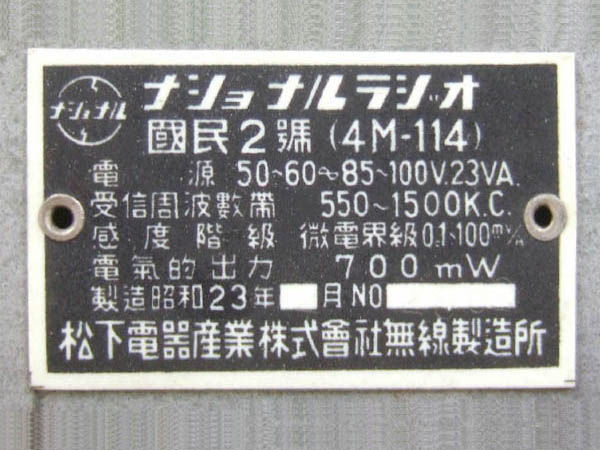 ナショナル
ナショナルラジオ
國民2號(4M-114)
電源 50~60~85~100V.23VA.
受信周波數帶 550~1500K.C.
感度階級 微電界級0.1~100mV/m
電氣的出力 700mW
製造昭和23年 月NO
松下電器産業株式會社無線製造所